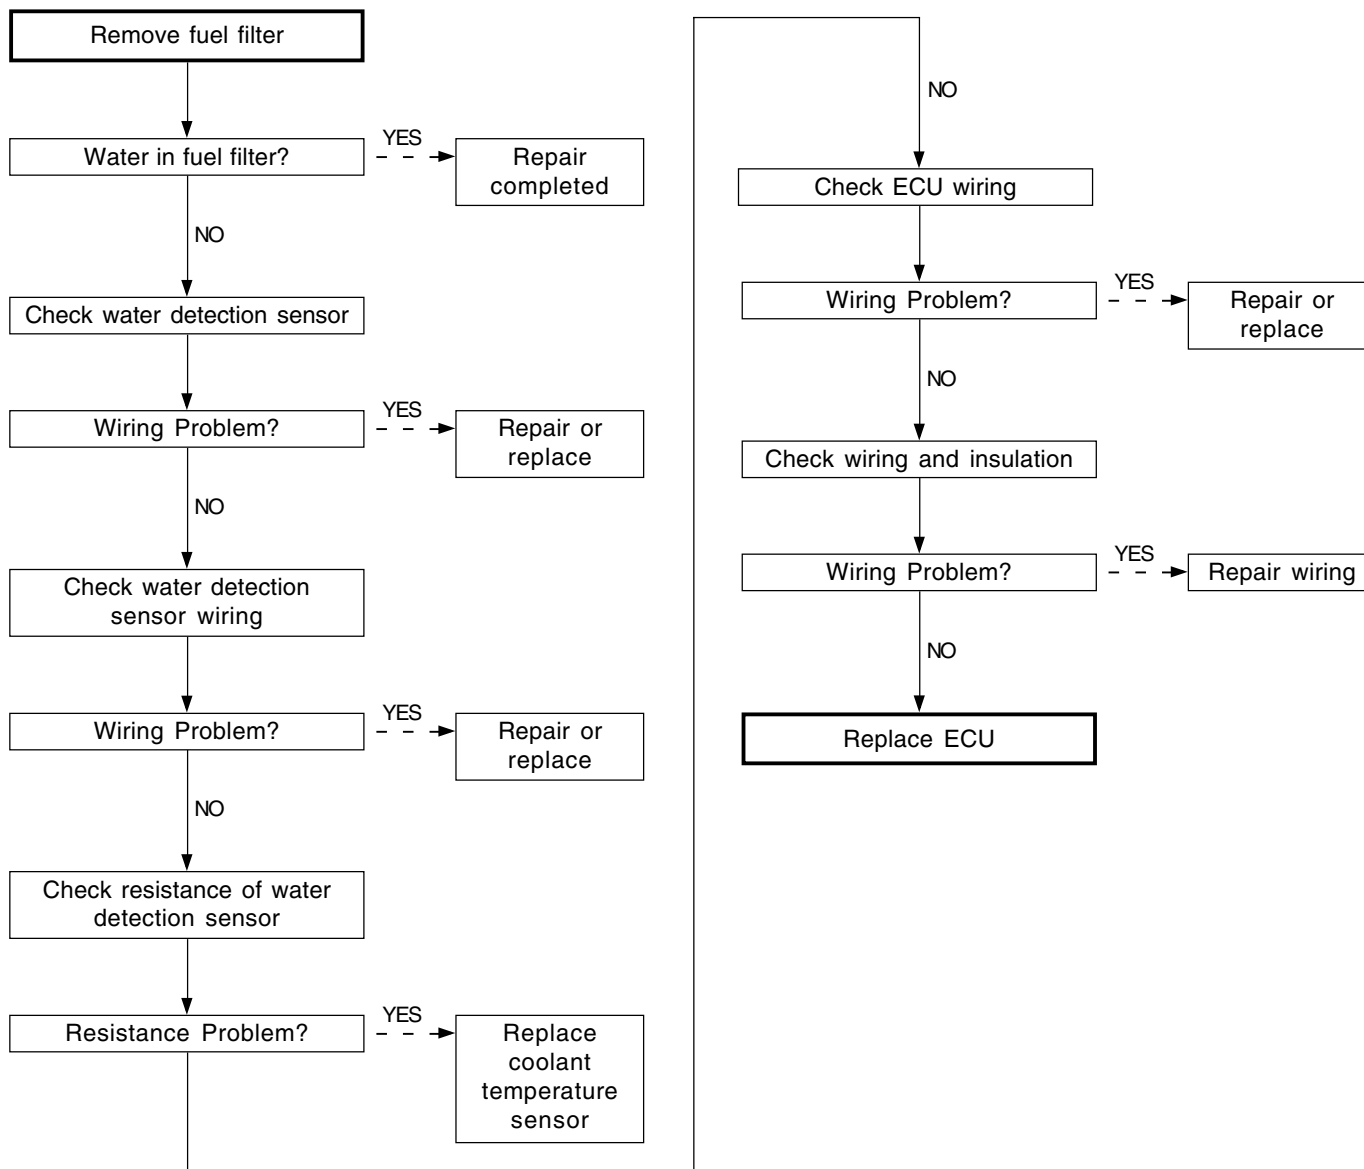 Remove fuel filter
YES
Water in fuel filter?
Repair
completed
NO
Check water detection sensor
YES
Wiring Problem?
Repair or
replace
NO
Check water detection
sensor wiring
YES
Wiring Problem?
Repair or
replace
NO
Check resistance of water
detection sensor
YES
Resistance Problem?
Replace
coolant
temperature
sensor
NO
Check ECU wiring
YES
Wiring Problem?
Repair or
replace
NO
Check wiring and insulation
YES
Wiring Problem?
Repair wiring
NO
Replace ECU